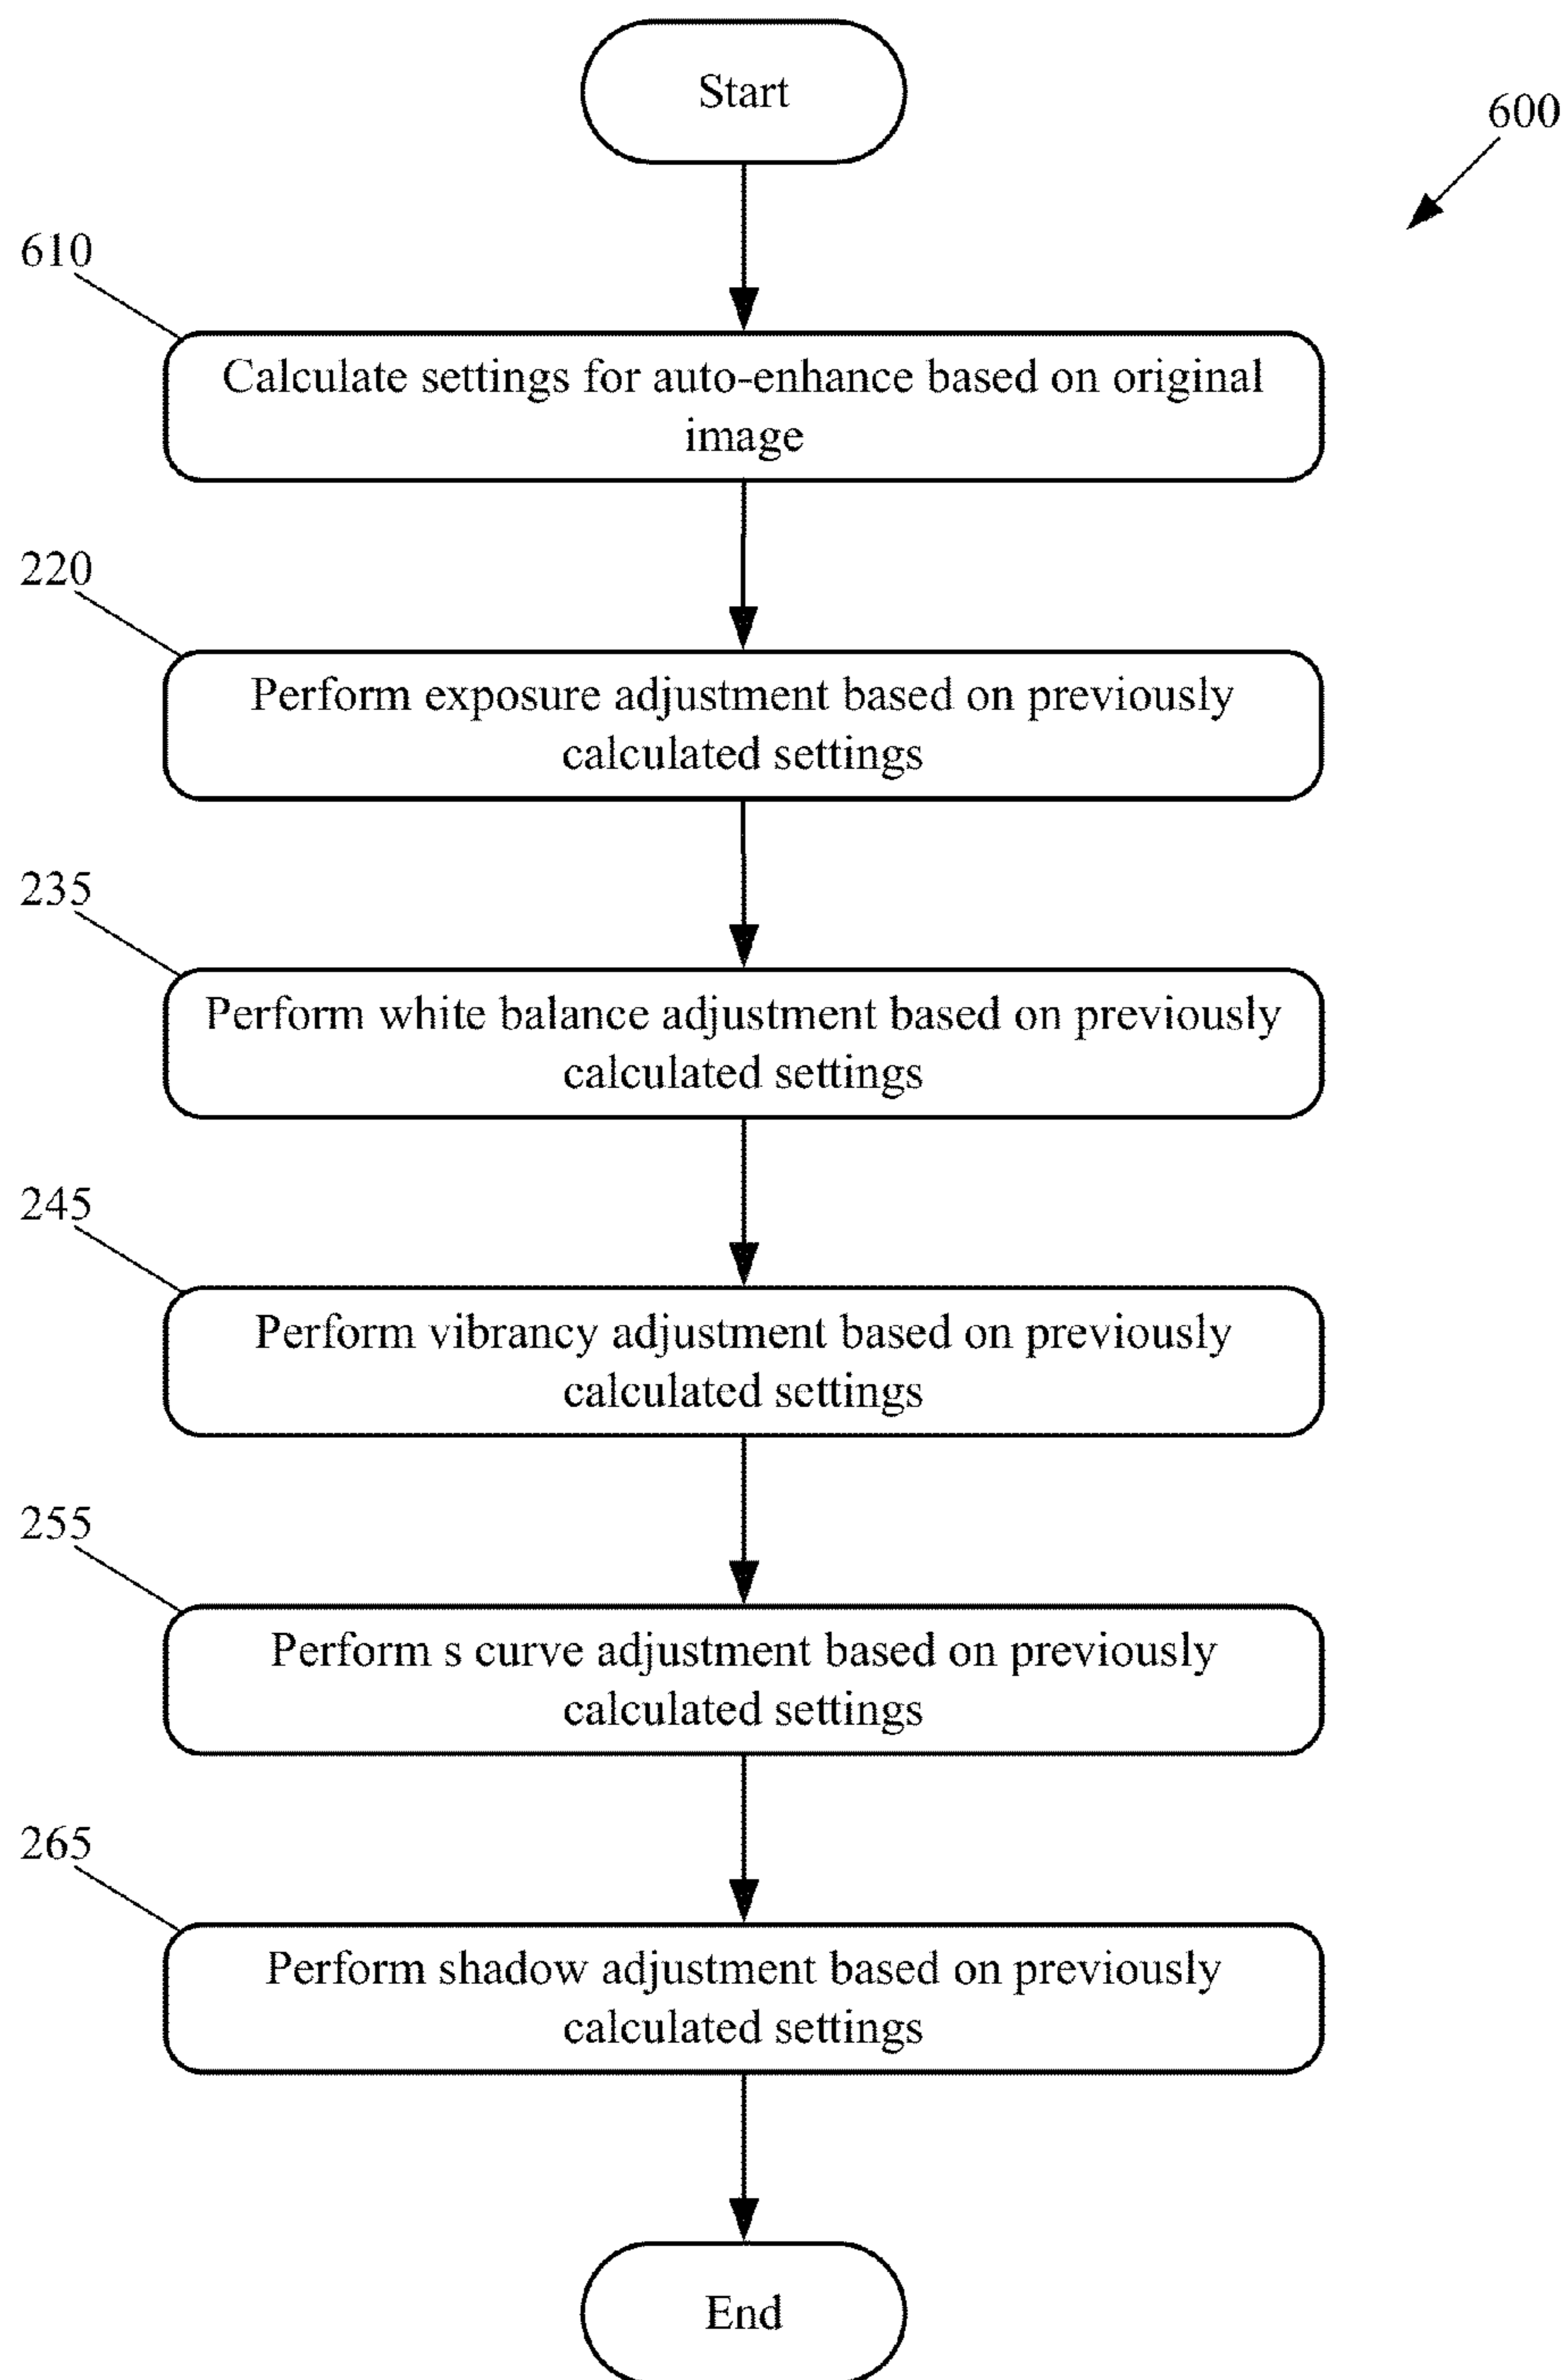 Start
600
610
Calculate settings for auto-enhance based on original
image
220
Perform exposure adjustment based on previously
calculated settings
235
Perform white balance adjustment based on previously
calculated settings
245
Perform vibrancy adjustment based on previously
calculated settings
255
Perform s curve adjustment based on previously
calculated settings
265
Perform shadow adjustment based on previously
calculated settings
End